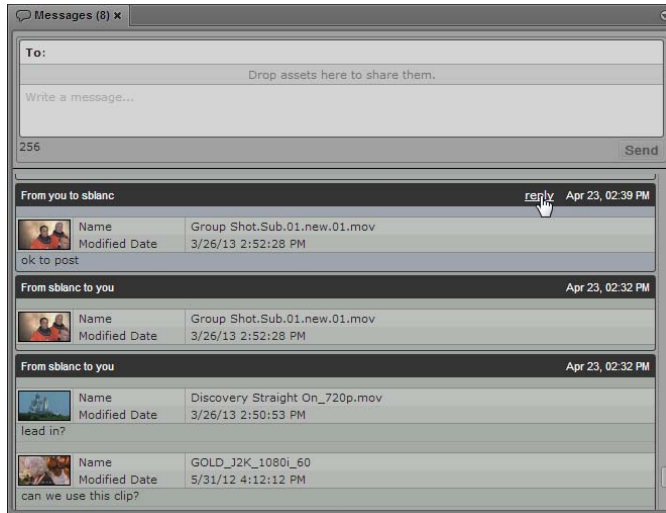 Messages (8) x
To:
Drop assets here to share them.
Write a message...
256 Send
From you to sblanc reply Apr 23, 02:39 PM
Name Group Shot.Sub.01.new.01.mov
Modified Date 3/26/13 2:52:28 PM
ok to post
From sblanc to you Apr 23, 02:32 PM
Name Group Shot.Sub.01.new.01.mov
Modified Date 3/26/13 2:52:28 PM
From sblanc to you Apr 23, 02:32 PM
Name Discovery Straight On_720p.mov
Modified Date 3/26/13 2:50:53 PM
lead in?
Name GOLD_J2K_1080i_60
Modified Date 5/31/12 4:12:12 PM
can we use this clip?